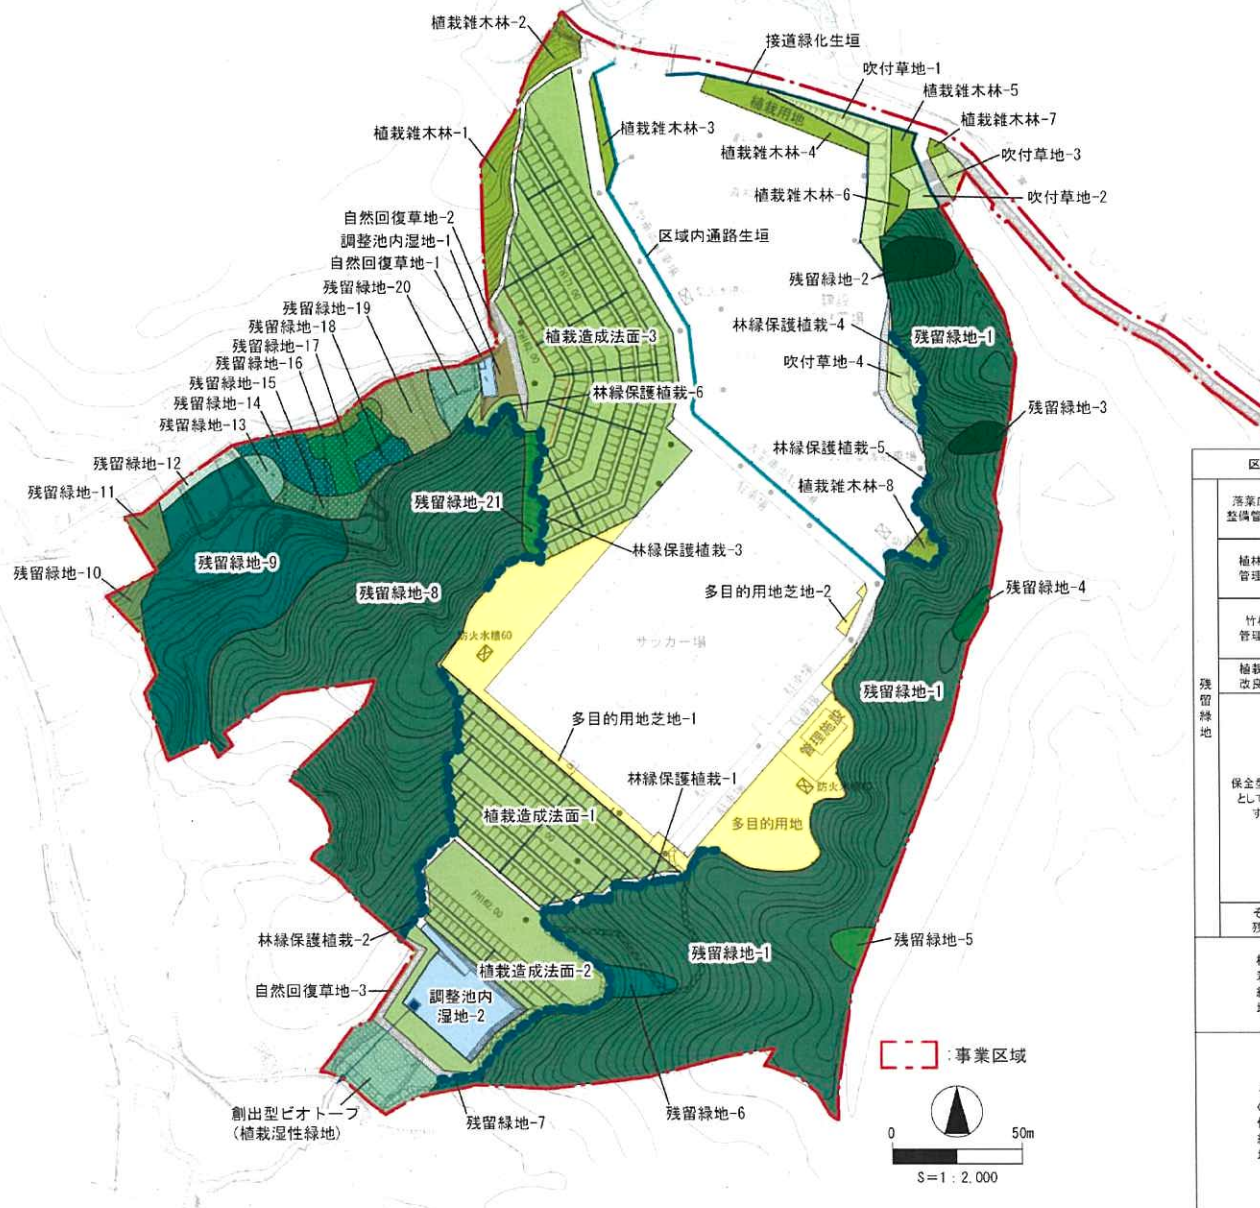 植栽雑木林-2
接道緑化生垣
吹付草地-1
植栽雑木林-5
植栽雑木林-7
植栽用地
植栽雑木林-1
植栽雑木林-3
植栽雑木林-4
吹付草地-3
植栽雑木林-6
吹付草地-2
自然回復草地-2
調整池内湿地-1
自然回復草地-1
区域内通路生垣
残留緑地-20
残留緑地-2
残留緑地-19
残留緑地-18
残留緑地-17
残留緑地-16
残留緑地-15
残留緑地-14
残留緑地-13
植栽造成法面-3
林縁保護植栽-4
残留緑地-1
吹付草地-4
林縁保護植栽-6
残留緑地-3
林縁保護植栽-5
残留緑地-12
植栽雑木林-8
残留緑地-11
残留緑地-21
林縁保護植栽-3
残留緑地-9
残留緑地-10
残留緑地-8
多目的用地芝地-2
残留緑地-4
防火水槽60
サッカー場
残留緑地-1
多目的用地芝地-1
管理施設
林縁保護植栽-1
植栽造成法面-1
多目的用地
林縁保護植栽-2
残留緑地-1
残留緑地-5
植栽造成法面-2
自然回復草地-3
調整池内
湿地-2
創出型ビオトープ
(植栽湿性緑地)
残留緑地-7
残留緑地-6
:事業区域
0 50m
S=1:2,000
残留緑地